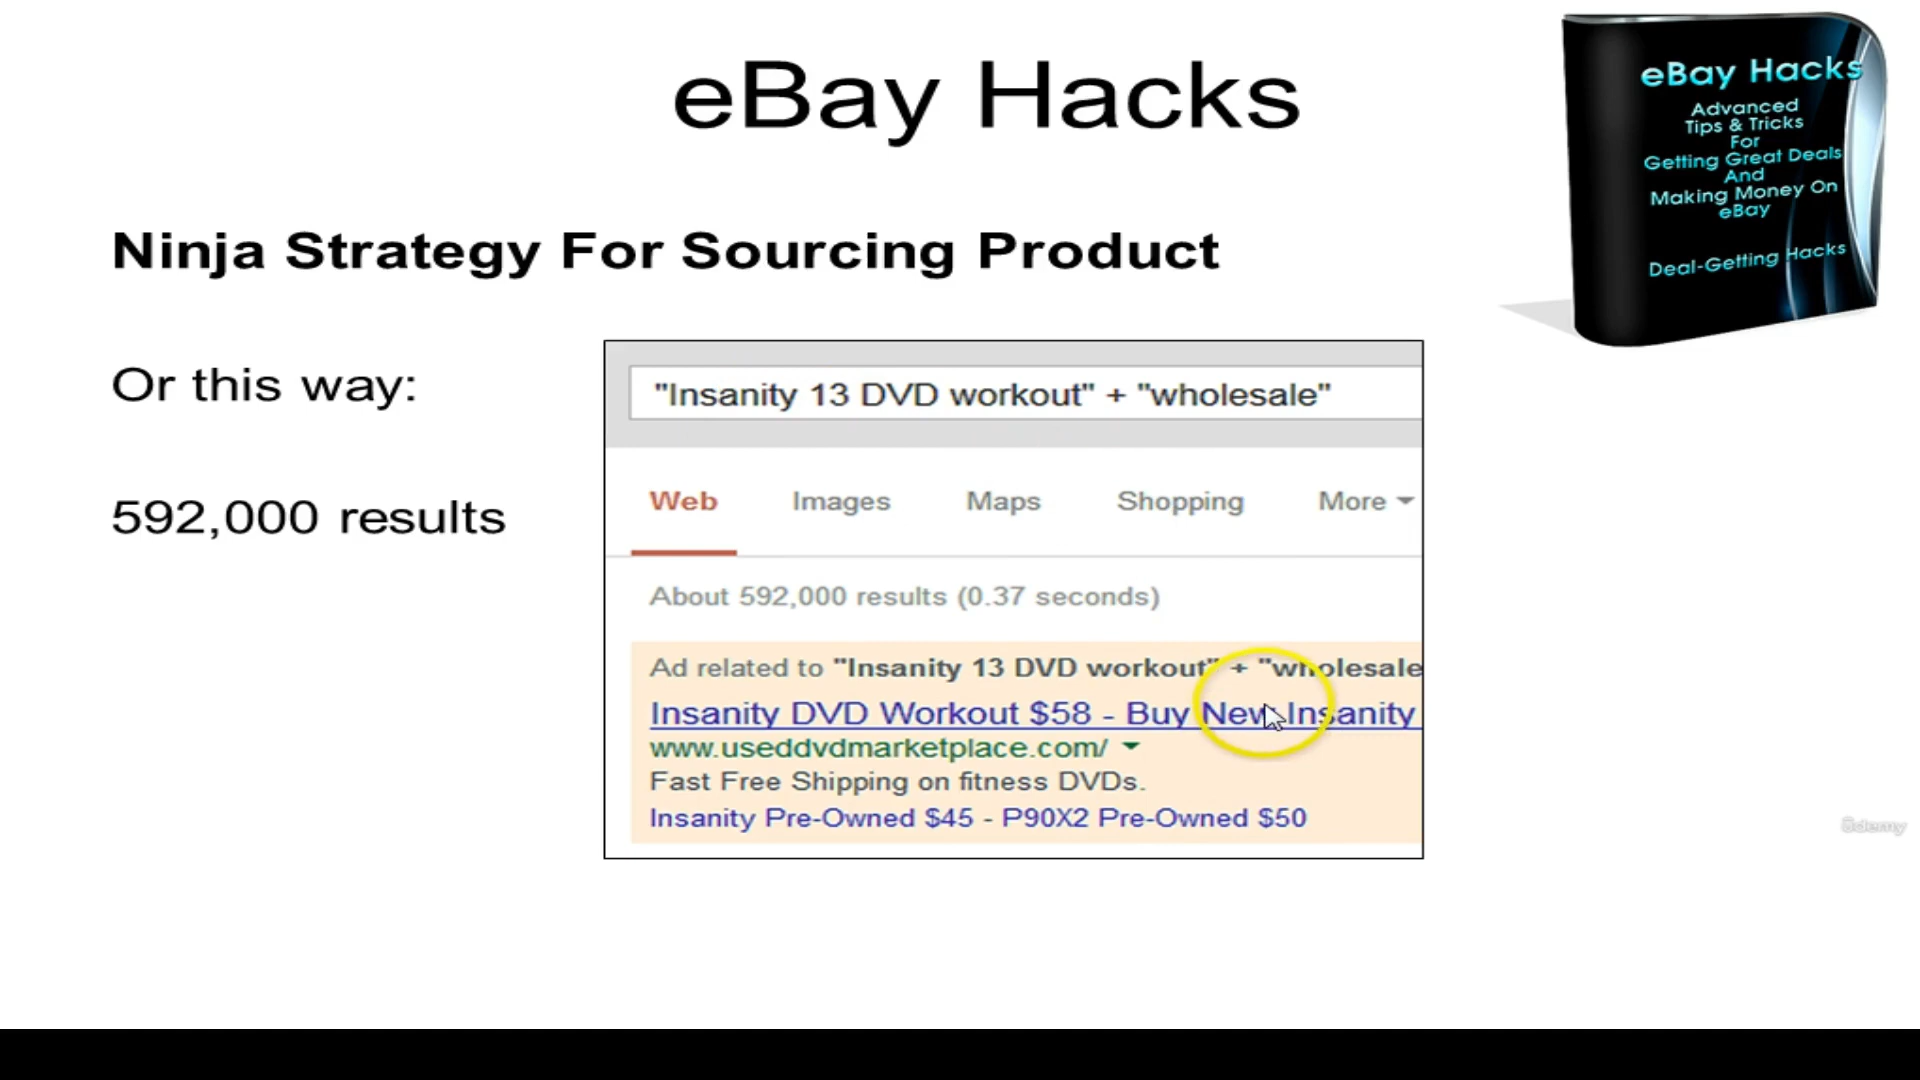 eBay Hacks
eBay Hacks
Advanced
Tips & Tricks
For
Getting Great Deals
And
Making Money On
eBay
Deal-Getting Hacks
Ninja Strategy For Sourcing Product
Or this way:
592,000 results
"Insanity 13 DVD workout" + "wholesale"
Web Images Maps Shopping More
About 592,000 results (0.37 seconds)
Ad related to "Insanity 13 DVD workout" + "wholesale
Insanity DVD Workout $58 - Buy New Insanity
www.useddvdmarketplace.com/
Fast Free Shipping on fitness DVDs.
Insanity Pre-Owned $45 - P90X2 Pre-Owned $50
ûdemy